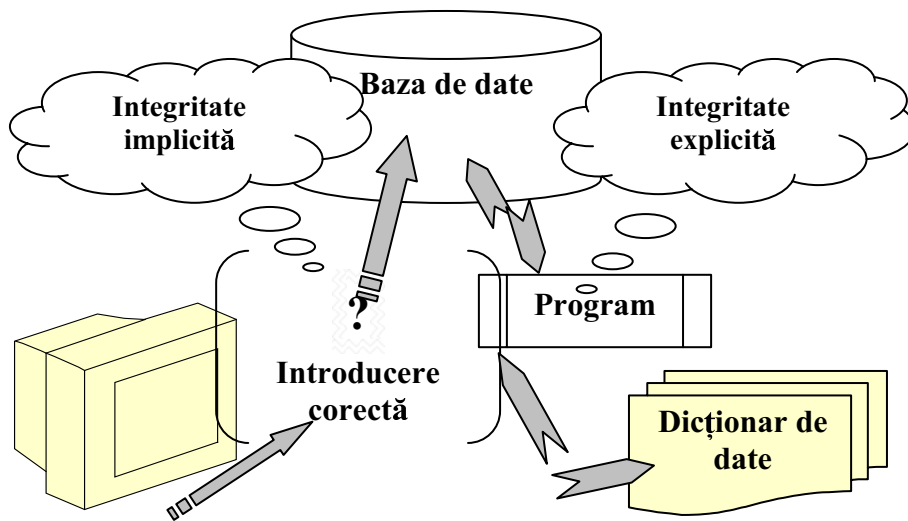 Baza de date
Integritate
implicită
Integritate
explicită
?
Program
Introducere
corectă
Dicționar de
date